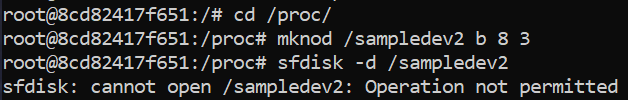 root@8cd82417f651:/# cd /proc/
root@8cd82417f651:/proc# mknod /sampledev2 b 8 3
root@8cd82417f651:/proc# sfdisk -d /sampledev2
sfdisk: cannot open /sampledev2: Operation not permitted